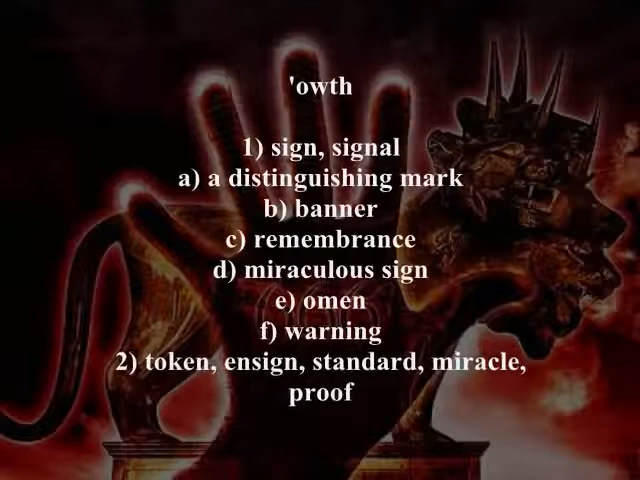 'owth
1) sign, signal
a) a distinguishing mark
b) banner
c) remembrance
d) miraculous sign
e) omen
f) warning
2) token, ensign, standard, miracle,
proof